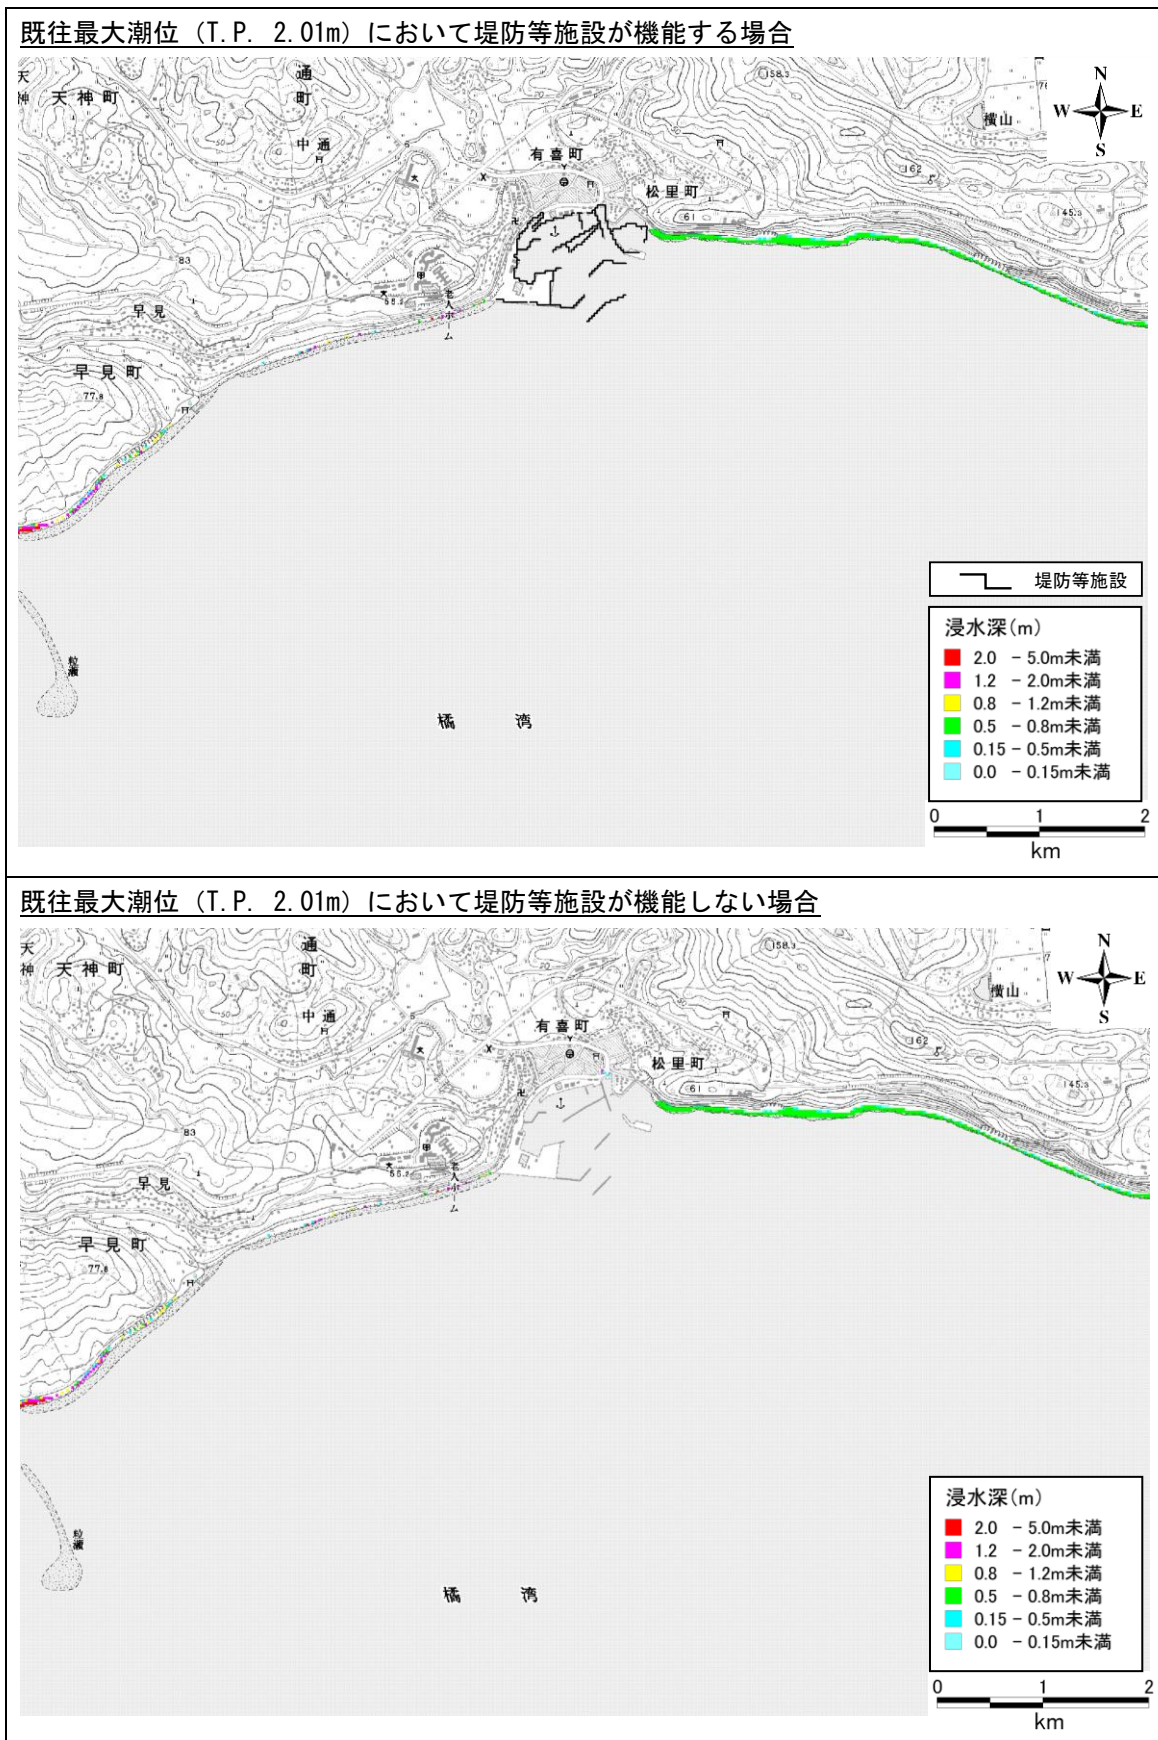 既往最大潮位（T.P. 2.01m）において堤防等施設が機能する場合
天神
天神町
通町
中通
有喜町
松里町
横山
158.3
162
145.3
61
83
老人ホーム
早見
早見町
77.8
橘湾
N
W
E
S
堤防等施設
浸水深(m)
2.0 - 5.0m未満
1.2 - 2.0m未満
0.8 - 1.2m未満
0.5 - 0.8m未満
0.15 - 0.5m未満
0.0 - 0.15m未満
0 1 2
km
既往最大潮位（T.P. 2.01m）において堤防等施設が機能しない場合
天神
天神町
通町
中通
有喜町
松里町
横山
158.3
162
145.3
61
83
老人ホーム
早見
早見町
77.8
橘湾
N
W
E
S
浸水深(m)
2.0 - 5.0m未満
1.2 - 2.0m未満
0.8 - 1.2m未満
0.5 - 0.8m未満
0.15 - 0.5m未満
0.0 - 0.15m未満
0 1 2
km